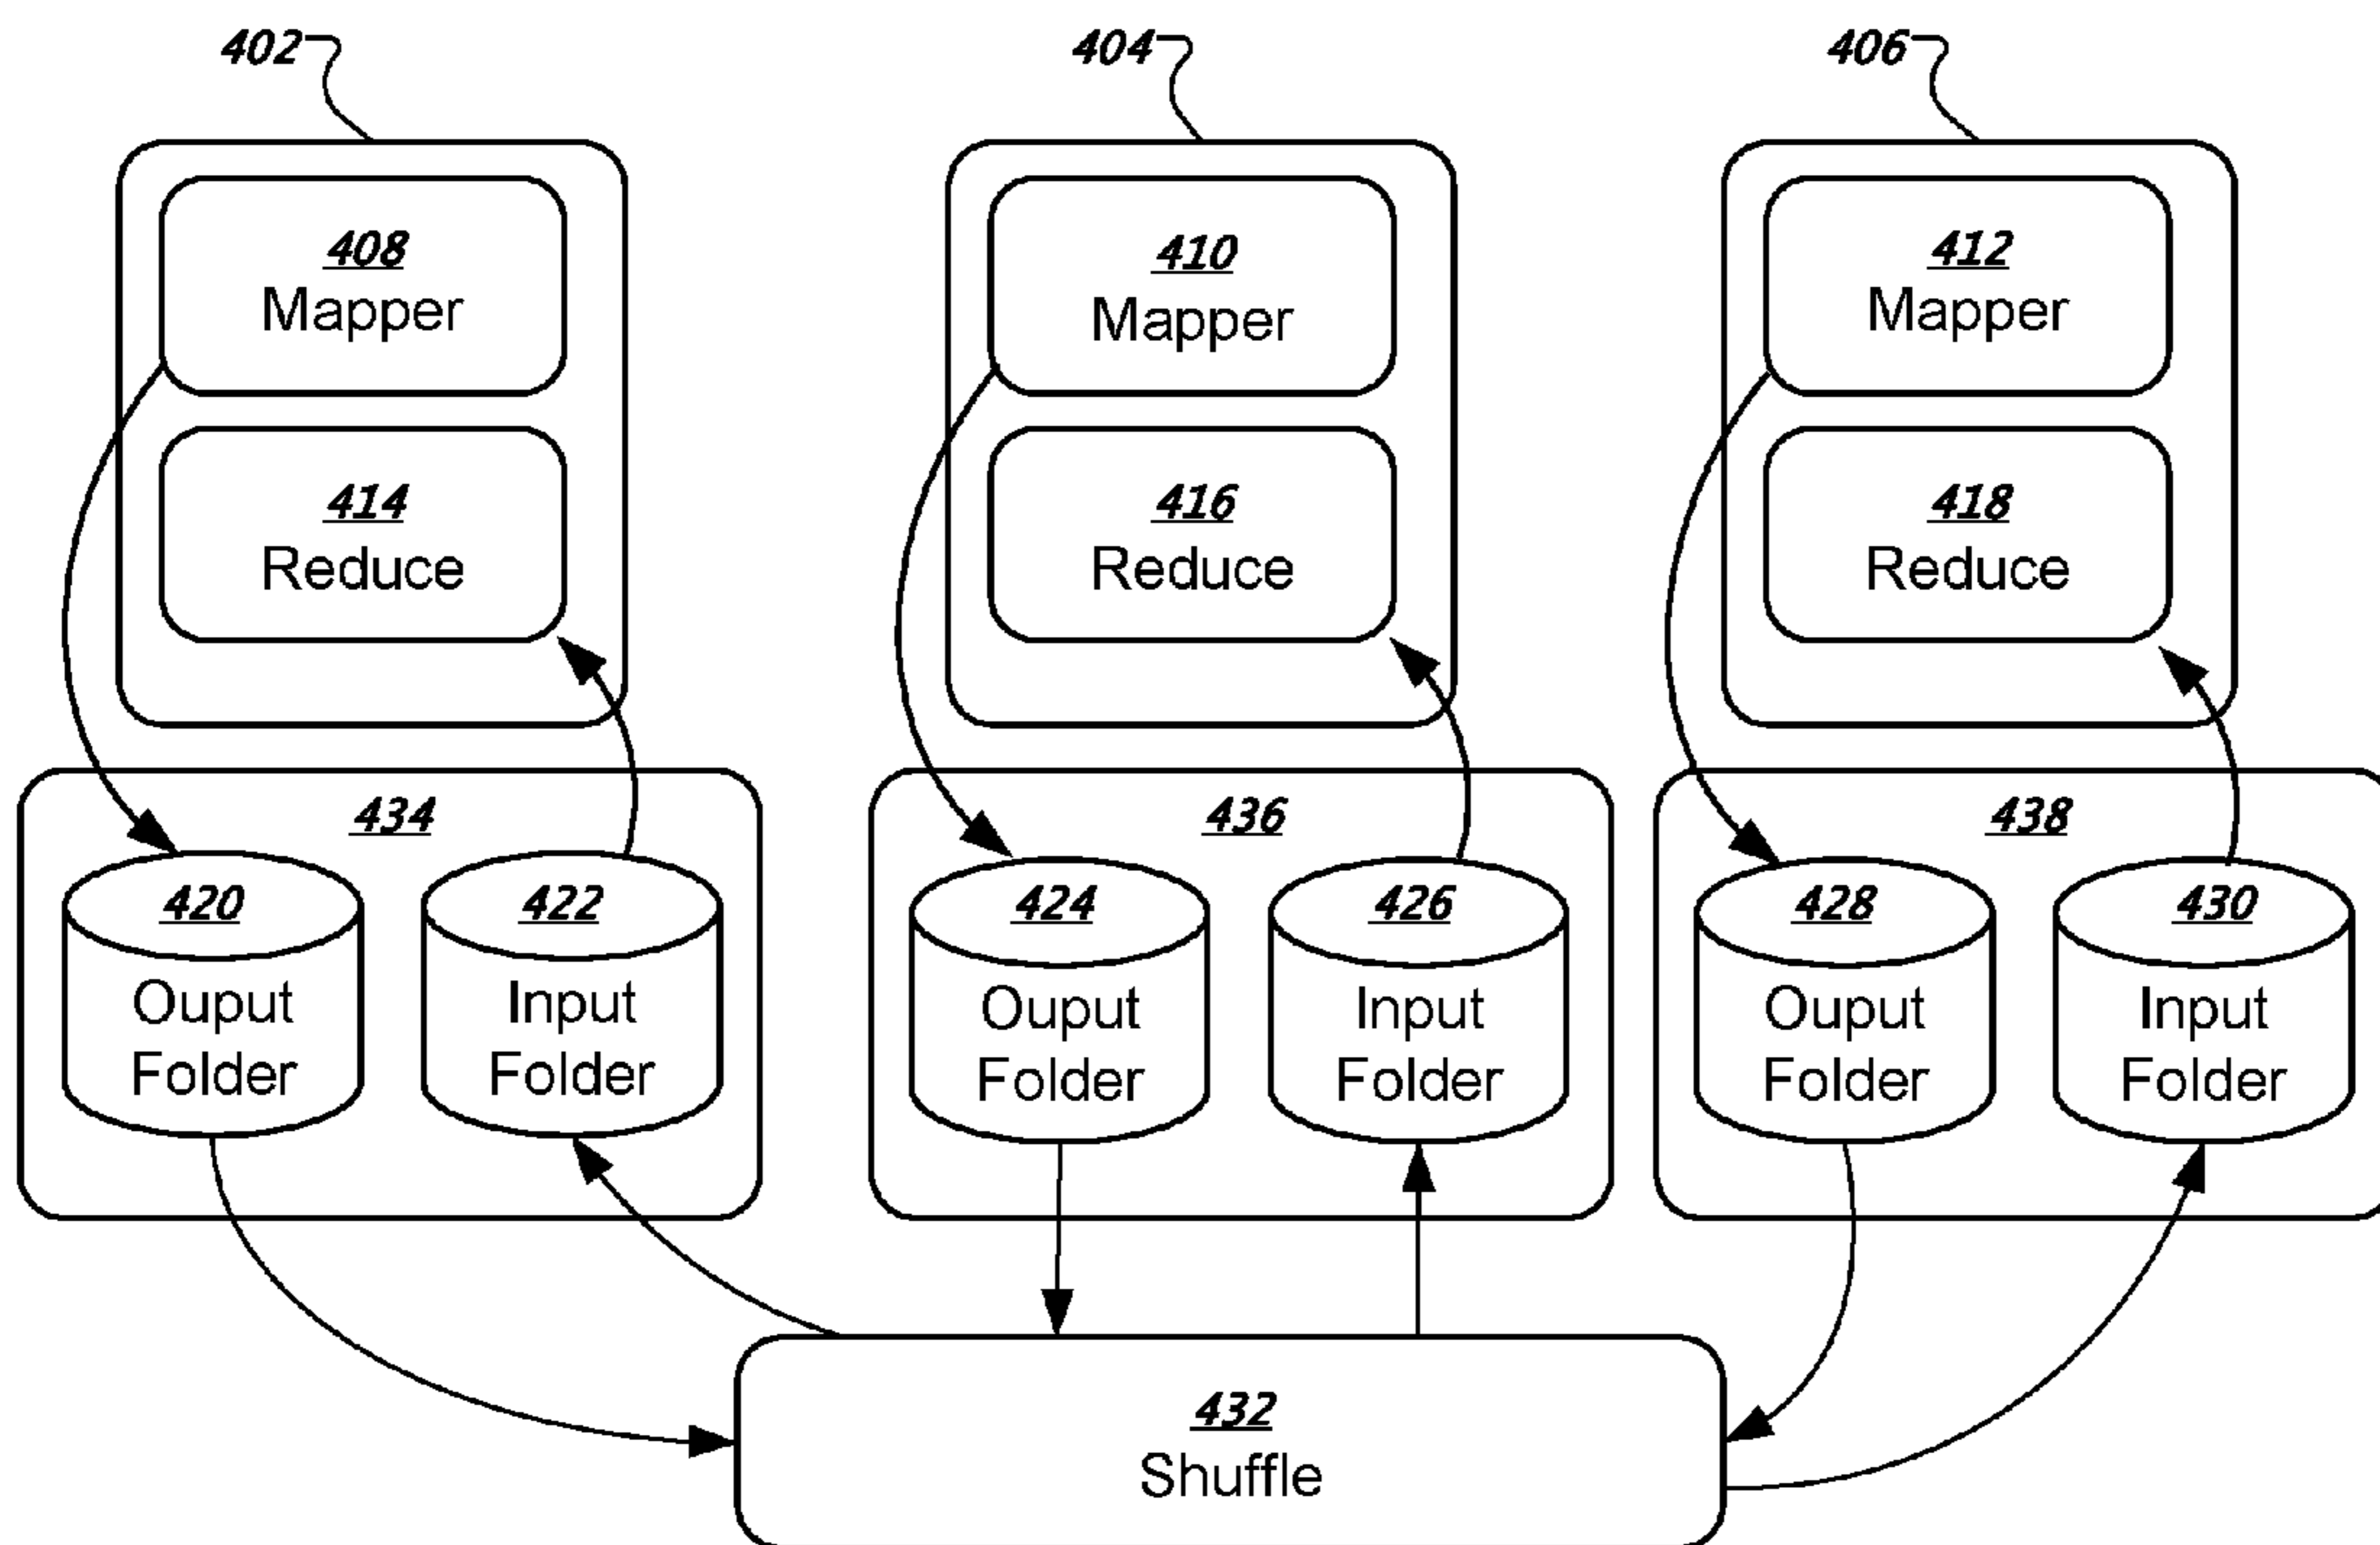 402
404
406
408
Mapper
410
Mapper
412
Mapper
414
Reduce
416
Reduce
418
Reduce
434
436
438
420
Ouput
Folder
422
Input
Folder
424
Ouput
Folder
426
Input
Folder
428
Ouput
Folder
430
Input
Folder
432
Shuffle